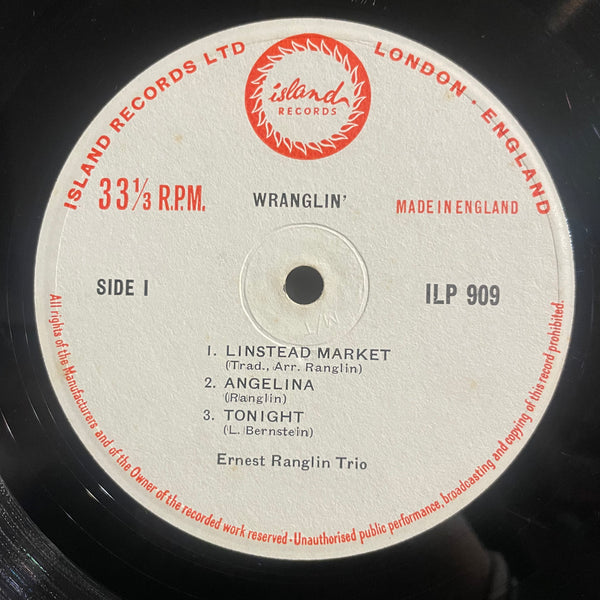 ISLAND RECORDS LTD
LONDON · ENGLAND
island
RECORDS
33⅓ R.P.M.
WRANGLIN'
MADE IN ENGLAND
SIDE 1
ILP 909
1. LINSTEAD MARKET
(Trad., Arr. Ranglin)
2. ANGELINA
(Ranglin)
3. TONIGHT
(L. Bernstein)
Ernest Ranglin Trio
All rights of the Manufacturers and of the Owner of the recorded work reserved-Unauthorised public performance, broadcasting and copying of this record prohibited.